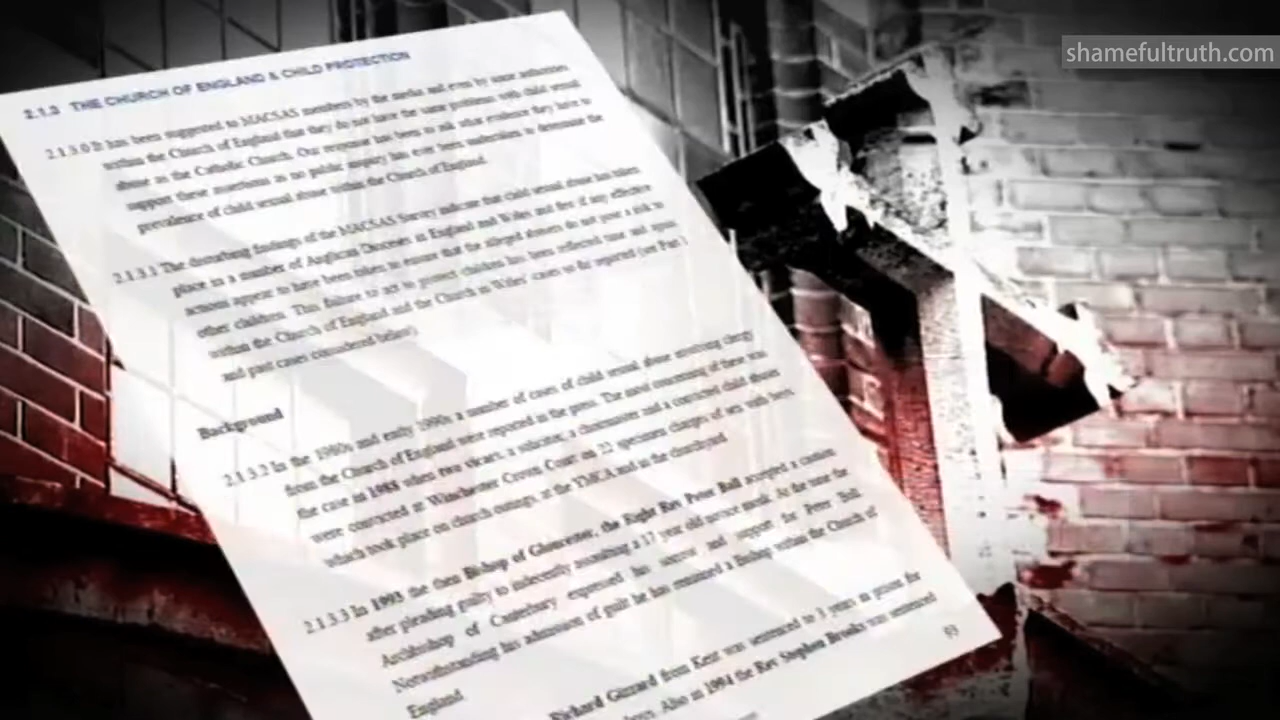 shamefultruth.com
2.1.3 THE CHURCH OF ENGLAND & CHILD PROTECTION
2.1.3.0 It has been suggested to MACSAS members by the media and even by some authorities
within the Church of England that they do not have the same problems with child sexual
abuse as the Catholic Church. Our response has been to ask what evidence they have to
support these assertions as no public enquiry has ever been undertaken to determine the
prevalence of child sexual abuse within the Church of England.
2.1.3.1 The disturbing findings of the MACSAS Survey indicate that child sexual abuse has taken
place in a number of Anglican Dioceses in England and Wales and few if any effective
actions appear to have been taken to ensure that the alleged abusers do not pose a risk to
other children. This failure to act to protect children has been reflected time and again
within the Church of England and the Church in Wales' cases so far reported (see Part
and past cases considered below).
Background
2.1.3.2 In the 1980s and early 1990s a number of cases of child sexual abuse involving clergy
from the Church of England were reported in the press. The most concerning of these was
the case in 1985 when two vicars, a solicitor, a choirmaster and a convicted child abuser
were convicted at Winchester Crown Court on 22 specimen charges of sex with boys,
which took place on church outings, at the YMCA and in the churchyard.
2.1.3.3 In 1993 the then Bishop of Gloucester, the Right Rev Peter Ball accepted a caution
after pleading guilty to indecently assaulting a 17 year old novice monk. At the time the
Archbishop of Canterbury expressed his sorrow and support for Peter Ball.
Notwithstanding his admission of guilt he has remained a Bishop within the Church of
England
Richard Gizzard from Kent was sentenced to 3 years in prison for
boys. Also in 1994 the Rev Stephen Brooks was sentenced
93